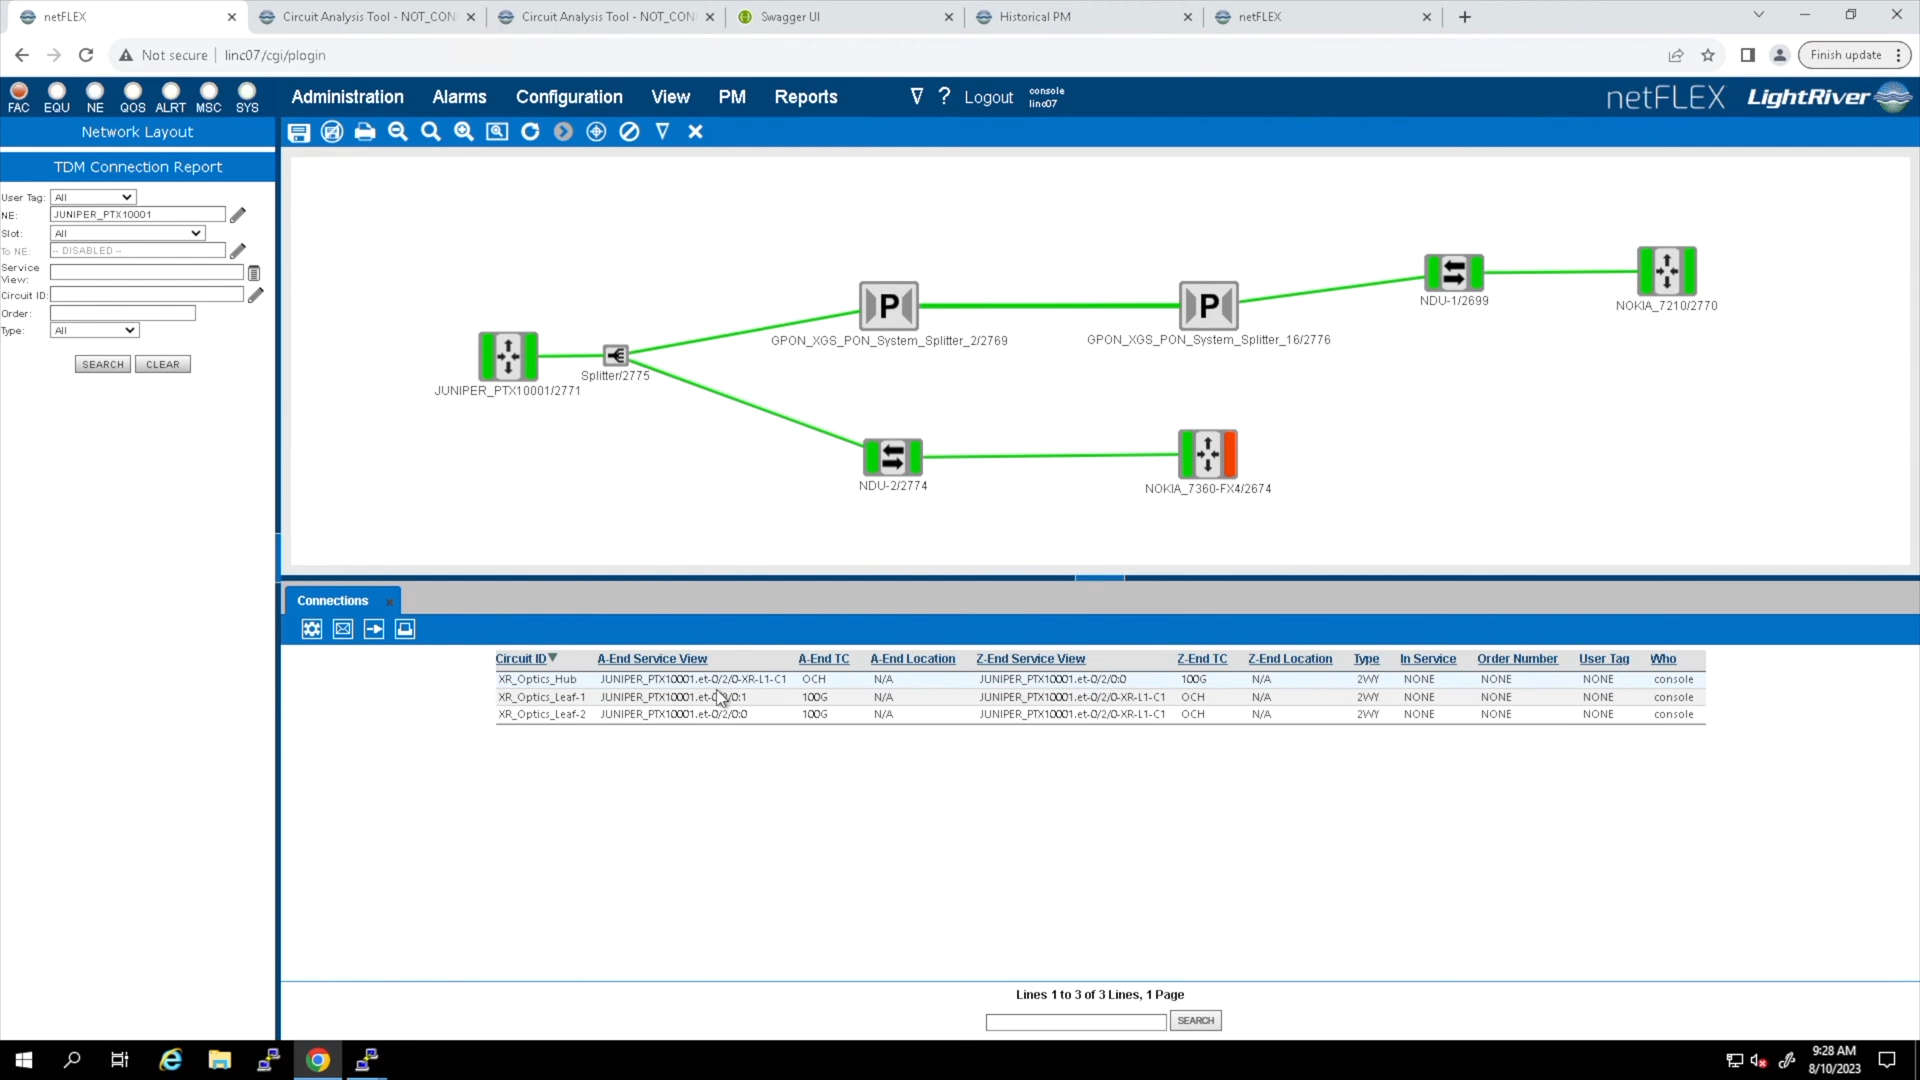 netFLEX
Circuit Analysis Tool - NOT_CON
Circuit Analysis Tool - NOT_CON
Swagger UI
Historical PM
netFLEX
Not secure
linc07/cgi/plogin
Finish update
FAC EQU NE QOS ALRT MSC SYS
Administration Alarms Configuration View PM Reports
? Logout
console
linc07
netFLEX LightRiver
Network Layout
TDM Connection Report
User Tag: All
NE: JUNIPER_PTX10001
Slot: All
To NE: -- DISABLED --
Service View:
Circuit ID:
Order:
Type: All
SEARCH CLEAR
NDU-1/2699
NOKIA_7210/2770
P
P
GPON_XGS_PON_System_Splitter_2/2769
GPON_XGS_PON_System_Splitter_16/2776
Splitter/2775
JUNIPER_PTX10001/2771
NDU-2/2774
NOKIA_7360-FX4/2674
Connections
Circuit ID A-End Service View A-End TC A-End Location Z-End Service View Z-End TC Z-End Location Type In Service Order Number User Tag Who
XR_Optics_Hub JUNIPER_PTX10001.et-0/2/0-XR-L1-C1 OCH N/A JUNIPER_PTX10001.et-0/2/0:0 100G N/A 2WY NONE NONE NONE console
XR_Optics_Leaf-1 JUNIPER_PTX10001.et-0/2/0:1 100G N/A JUNIPER_PTX10001.et-0/2/0-XR-L1-C1 OCH N/A 2WY NONE NONE NONE console
XR_Optics_Leaf-2 JUNIPER_PTX10001.et-0/2/0:0 100G N/A JUNIPER_PTX10001.et-0/2/0-XR-L1-C1 OCH N/A 2WY NONE NONE NONE console
Lines 1 to 3 of 3 Lines, 1 Page
SEARCH
9:28 AM
8/10/2023